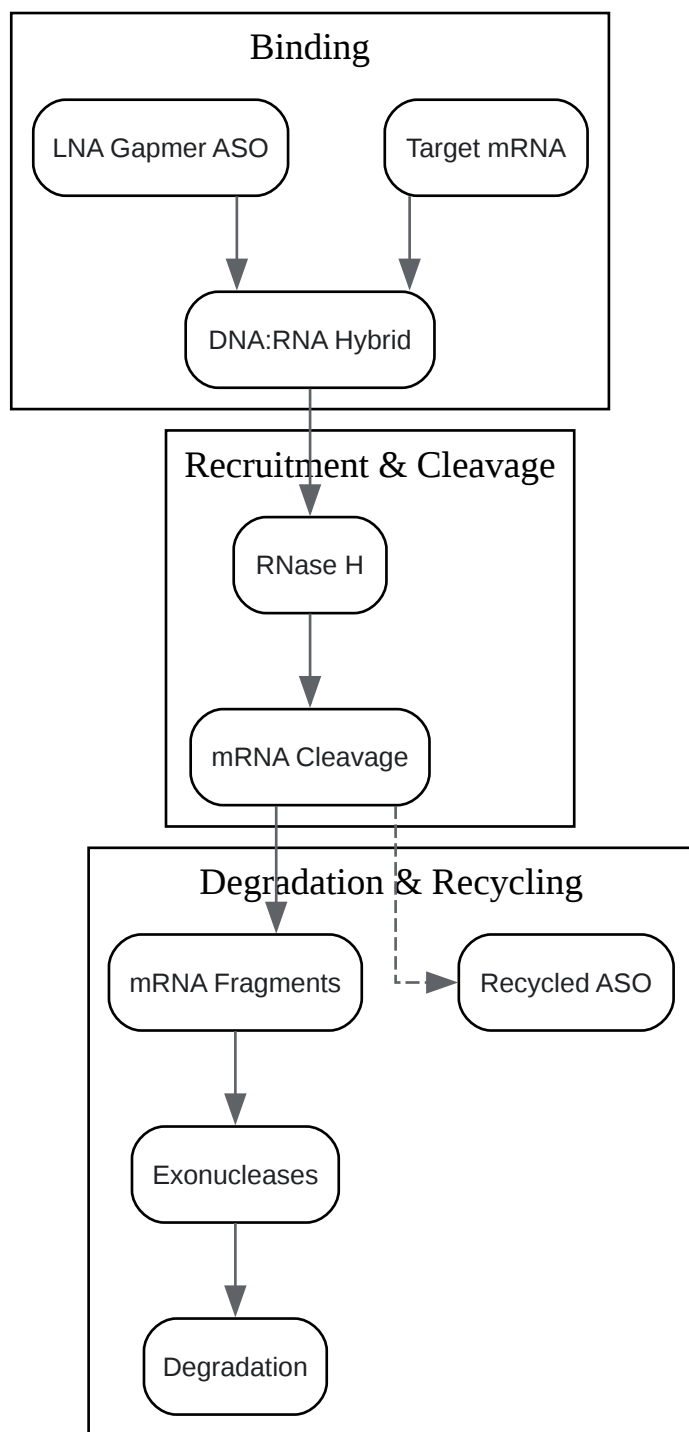 Binding
LNA Gapmer ASO
Target mRNA
DNA:RNA Hybrid
Recruitment & Cleavage
RNase H
mRNA Cleavage
Degradation & Recycling
mRNA Fragments
Recycled ASO
Exonucleases
Degradation